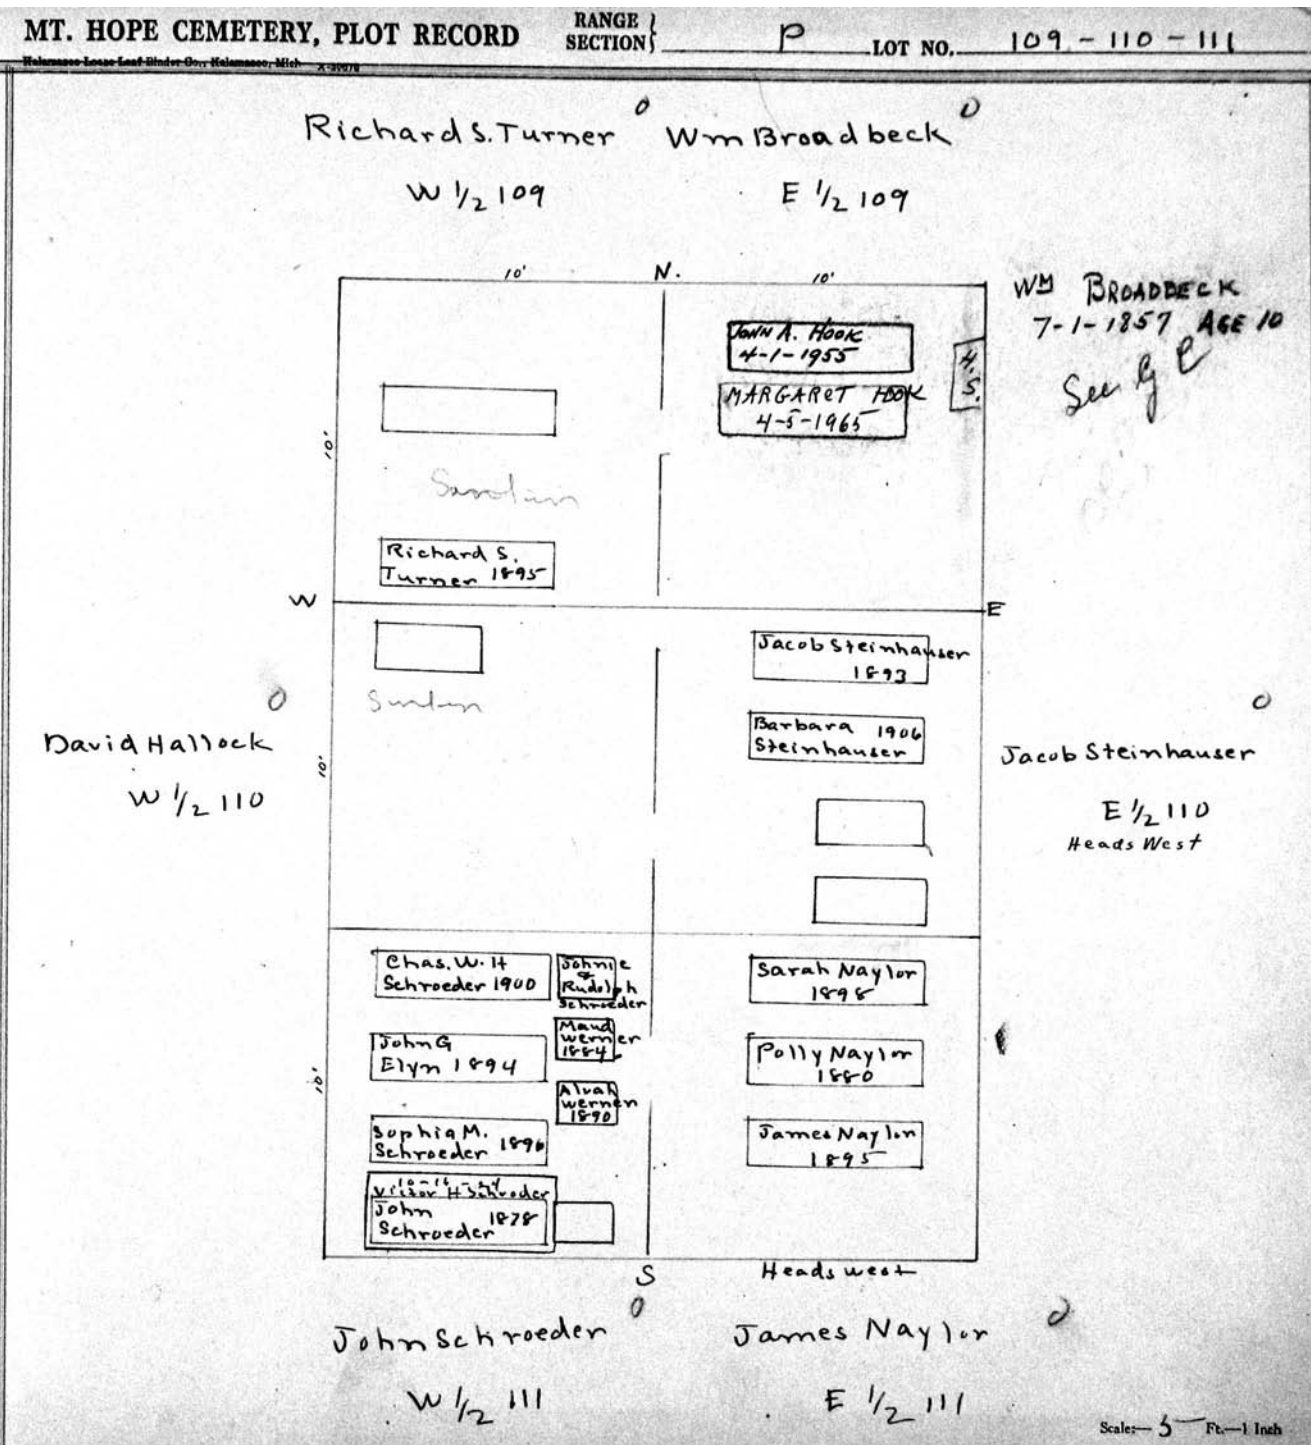 MT. HOPE CEMETERY, PLOT RECORD
RANGE
SECTION
P
LOT NO. 109 - 110 - 111
Kalamazoo Loose Leaf Binder Co., Kalamazoo, Mich
Richard S. Turner
W 1/2 109
Wm Broadbeck
E 1/2 109
10' N. 10'
WM BROADBECK
7-1-1857 AGE 10
See G
JOHN A. HOOK
4-1-1955
H.S.
MARGARET HOOK
4-5-1965
10'
Richard S.
Turner 1895
W
E
Jacob Steinhauser
1893
Barbara 1906
Steinhauser
David Hallock
W 1/2 110
10'
Jacob Steinhauser
E 1/2 110
Heads West
Chas. W. H
Schroeder 1900
Johnie
&
Rudolph
Schroeder
Sarah Naylor
1898
John G
Elyn 1894
Maud
Werner
1884
Polly Naylor
1880
10'
Alvah
Werner
1890
Sophia M.
Schroeder 1896
James Naylor
1895
Victor H Schroder
John 1878
Schroeder
S
Heads west
John Schroeder
W 1/2 111
James Naylor
E 1/2 111
Scale:— 5 Ft.—1 Inch